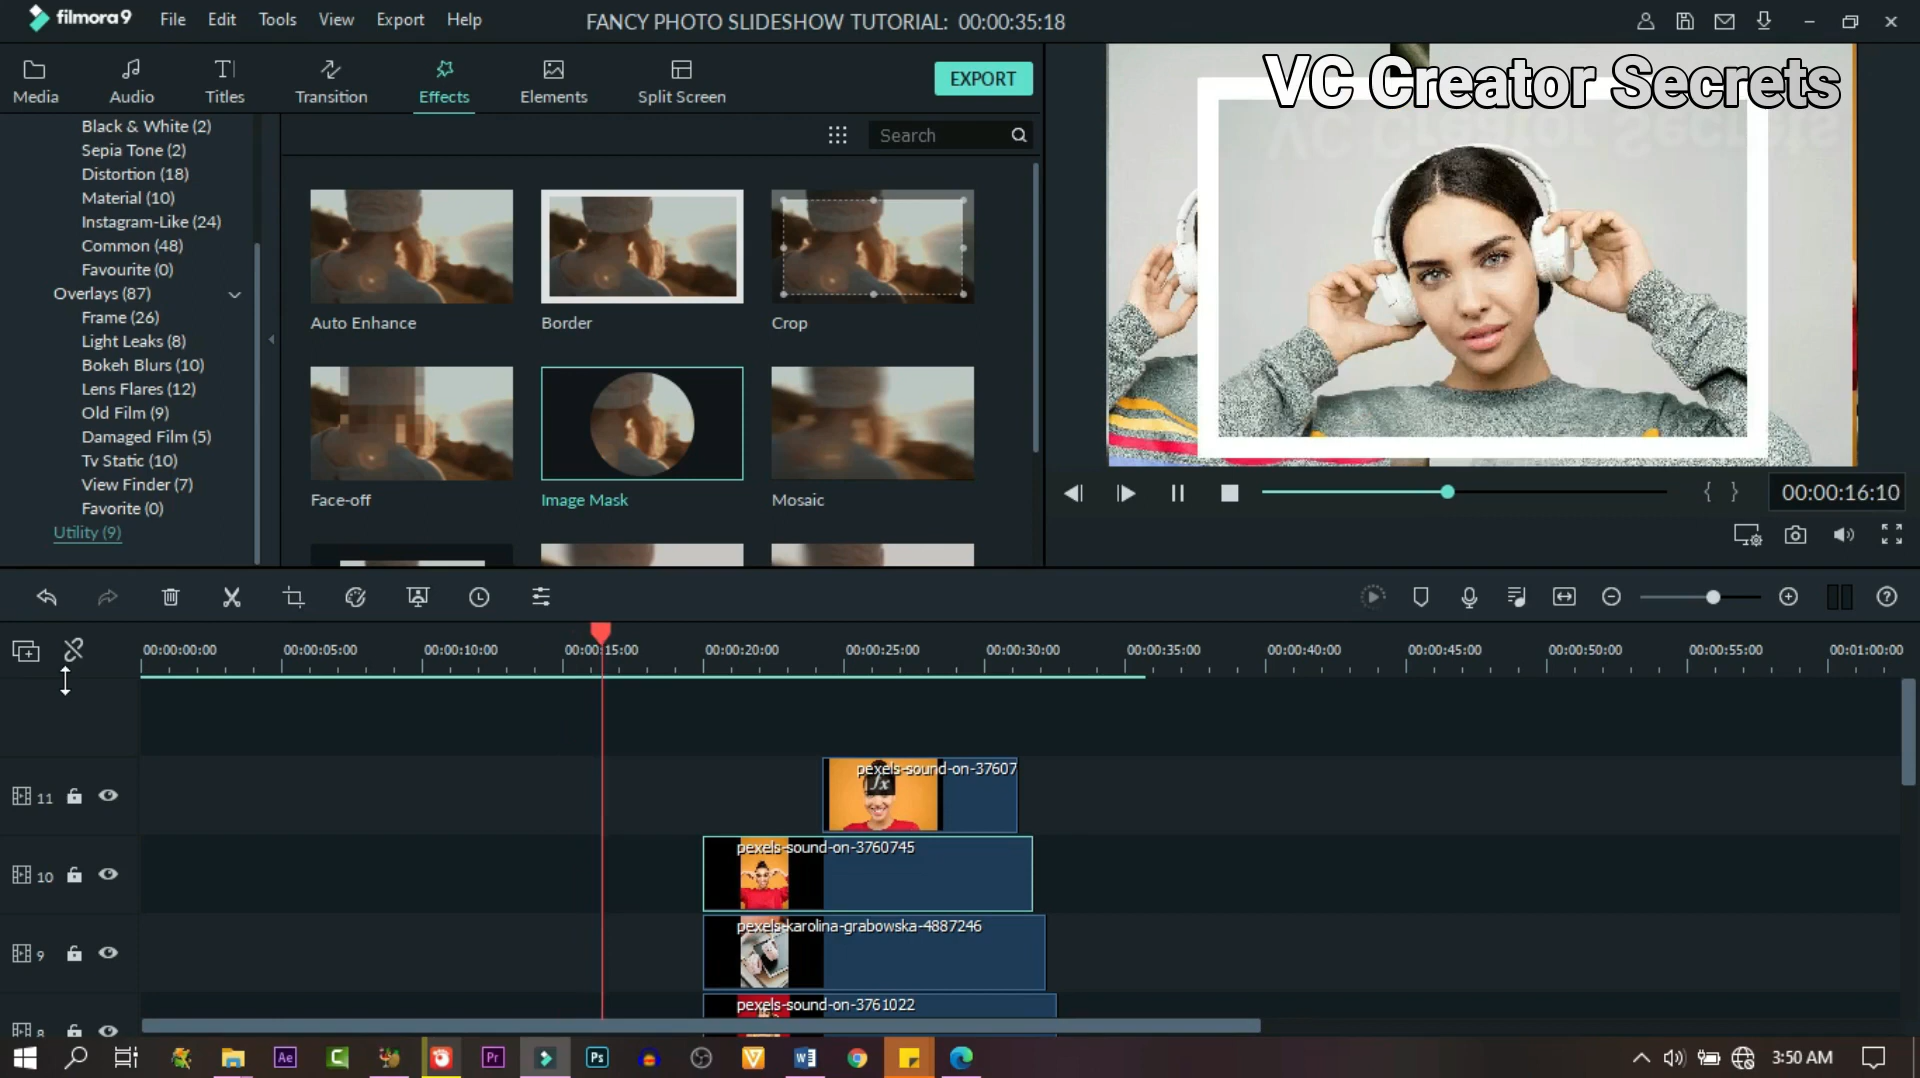 filmora9 File Edit Tools View Export Help FANCY PHOTO SLIDESHOW TUTORIAL: 00:00:35:18
Media Audio Titles Transition Effects Elements Split Screen EXPORT
VC Creator Secrets
VC Creator Secrets
Black & White (2)
Sepia Tone (2)
Distortion (18)
Material (10)
Instagram-Like (24)
Common (48)
Favourite (0)
Overlays (87)
Frame (26)
Light Leaks (8)
Bokeh Blurs (10)
Lens Flares (12)
Old Film (9)
Damaged Film (5)
Tv Static (10)
View Finder (7)
Favorite (0)
Utility (9)
Search
Auto Enhance Border Crop
Face-off Image Mask Mosaic
{ } 00:00:16:10
00:00:00:00 00:00:05:00 00:00:10:00 00:00:15:00 00:00:20:00 00:00:25:00 00:00:30:00 00:00:35:00 00:00:40:00 00:00:45:00 00:00:50:00 00:00:55:00 00:01:00:00
11 pexels-sound-on-37607
fx
10 pexels-sound-on-3760745
9 pexels-karolina-grabowska-4887246
8 pexels-sound-on-3761022
Ae Pr Ps 3:50 AM